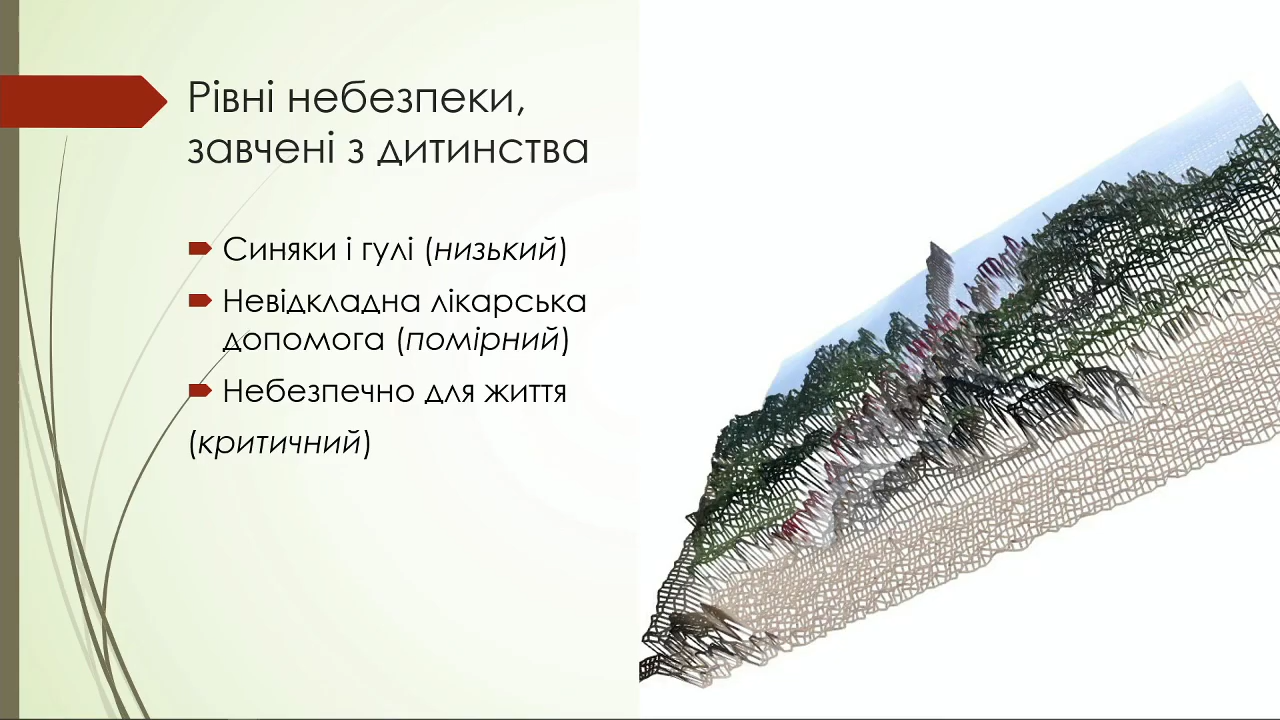 Рівні небезпеки,
завчені з дитинства
Синяки і гулі (низький)
Невідкладна лікарська
допомога (помірний)
Небезпечно для життя
(критичний)